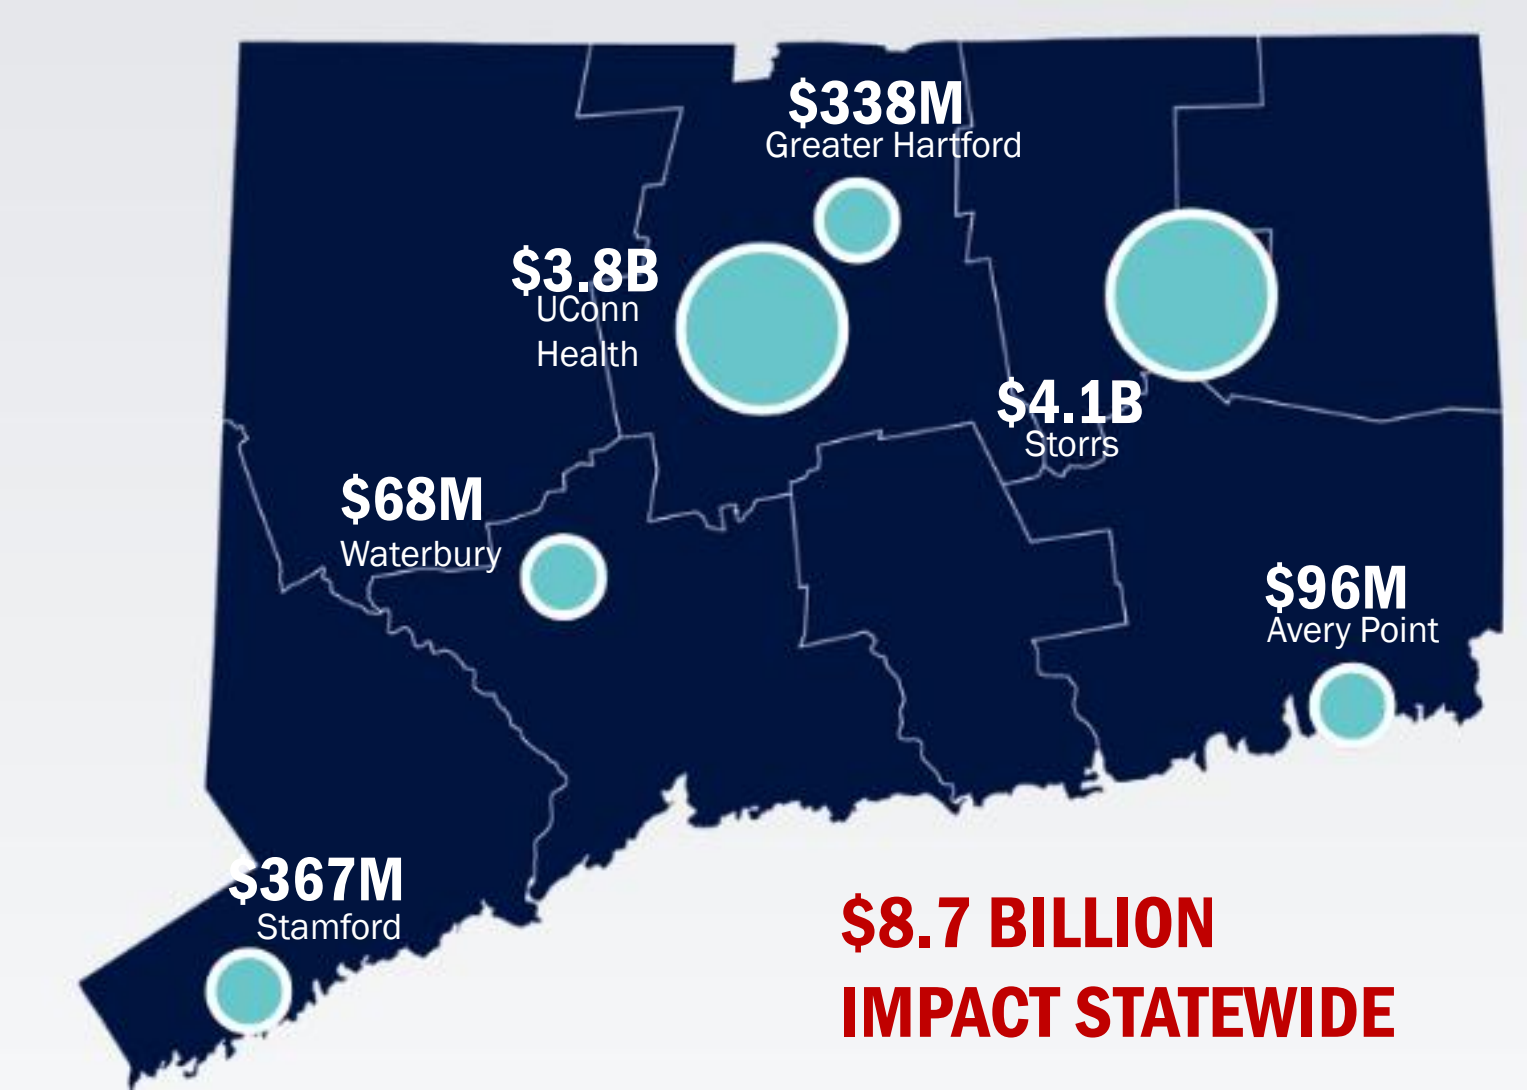 $338M
Greater Hartford
$3.8B
UConn
Health
$4.1B
Storrs
$68M
Waterbury
$96M
Avery Point
$367M
Stamford
$8.7 BILLION
IMPACT STATEWIDE